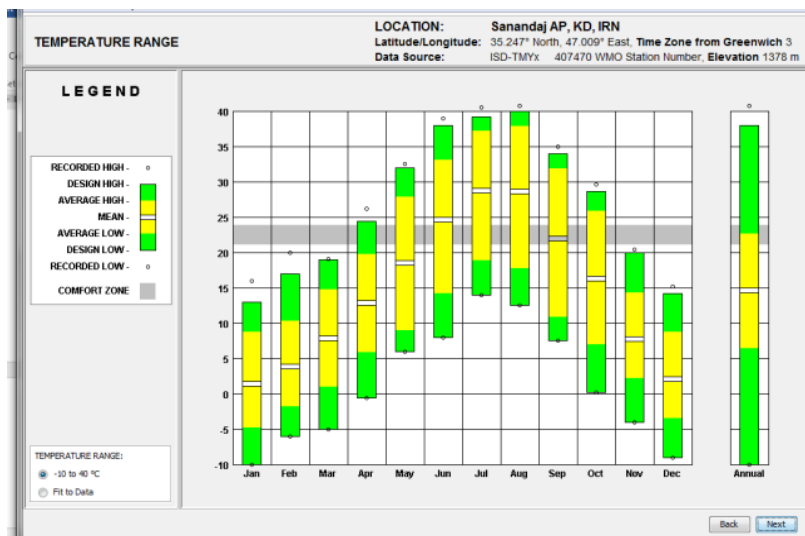 TEMPERATURE RANGE
LOCATION: Sanandaj AP, KD, IRN
Latitude/Longitude: 35.247° North, 47.009° East, Time Zone from Greenwich 3
Data Source: ISD-TMYx 407470 WMO Station Number, Elevation 1378 m
LEGEND
RECORDED HIGH -
DESIGN HIGH -
AVERAGE HIGH -
MEAN -
AVERAGE LOW -
DESIGN LOW -
RECORDED LOW -
COMFORT ZONE
TEMPERATURE RANGE:
-10 to 40 ºC
Fit to Data
40
35
30
25
20
15
10
5
0
-5
-10
Jan Feb Mar Apr May Jun Jul Aug Sep Oct Nov Dec Annual
Back Next